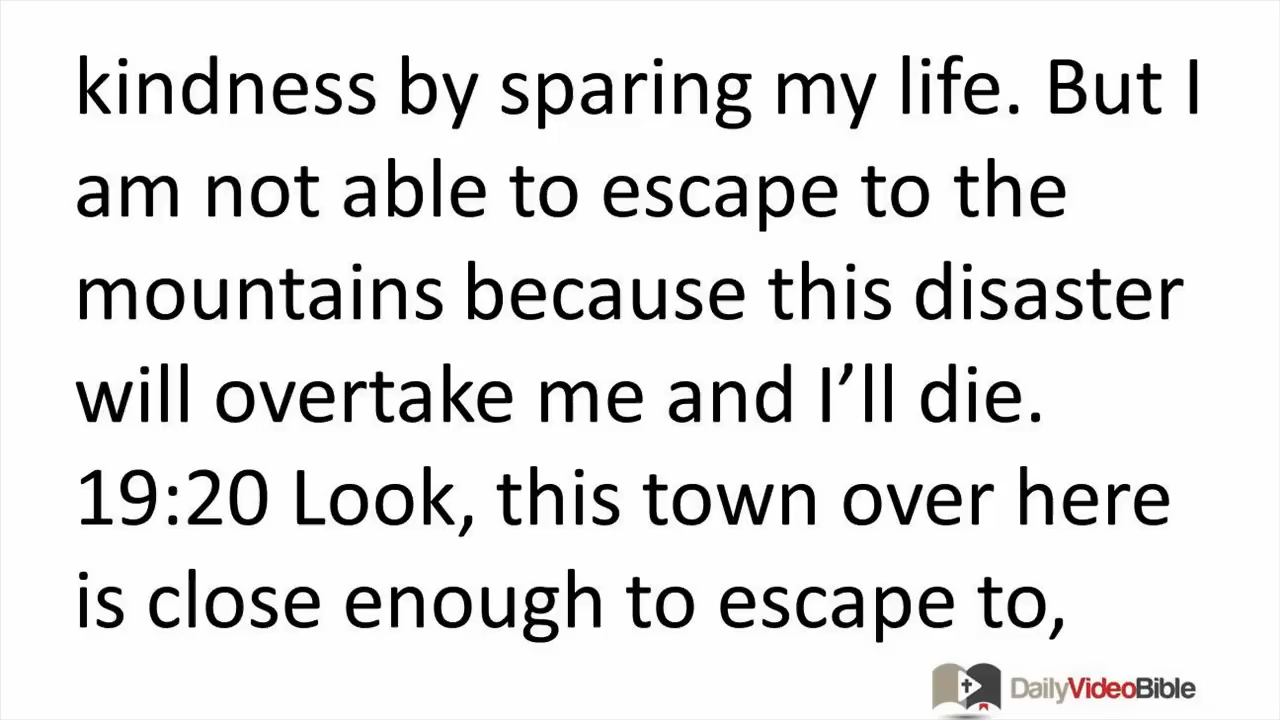 kindness by sparing my life. But I
am not able to escape to the
mountains because this disaster
will overtake me and I’ll die.
19:20 Look, this town over here
is close enough to escape to,
DailyVideoBible